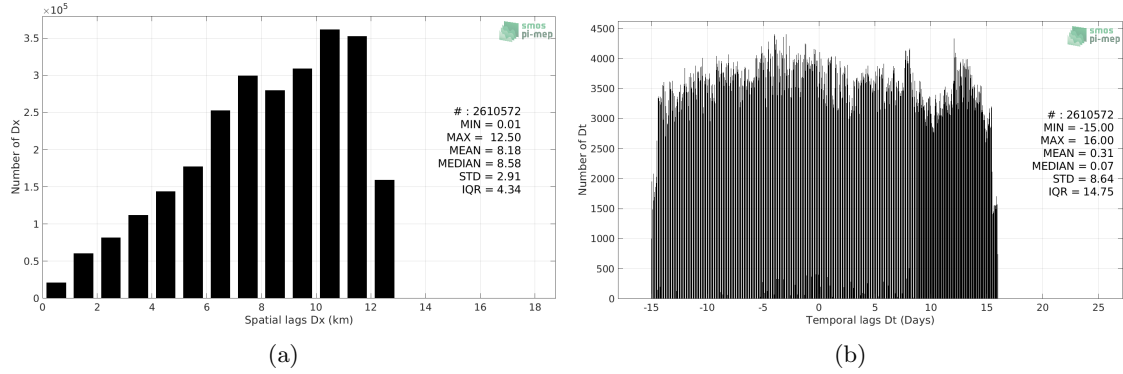 ×10⁵
3.5
3
2.5
2
1.5
1
0.5
0
0 2 4 6 8 10 12 14 16 18
Number of Dx
Spatial lags Dx (km)
smos
pi-mep
# : 2610572
MIN = 0.01
MAX = 12.50
MEAN = 8.18
MEDIAN = 8.58
STD = 2.91
IQR = 4.34
(a)
4500
4000
3500
3000
2500
2000
1500
1000
500
0
-15 -10 -5 0 5 10 15 20 25
Number of Dt
Temporal lags Dt (Days)
smos
pi-mep
# : 2610572
MIN = -15.00
MAX = 16.00
MEAN = 0.31
MEDIAN = 0.07
STD = 8.64
IQR = 14.75
(b)